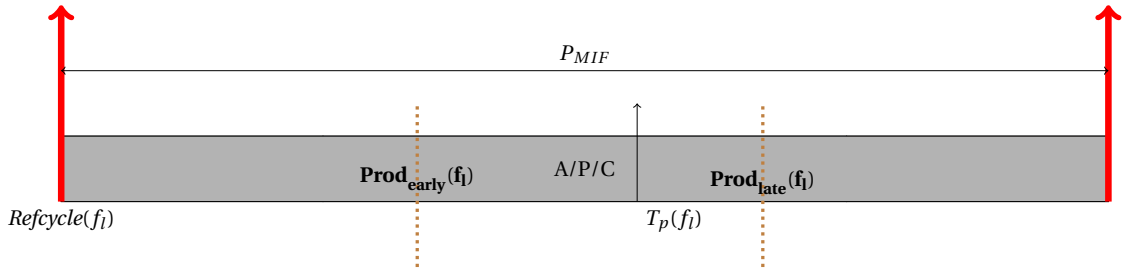 P_MIF
A/P/C
Prod_early(f_l)
Prod_late(f_l)
Refcycle(f_l)
T_p(f_l)